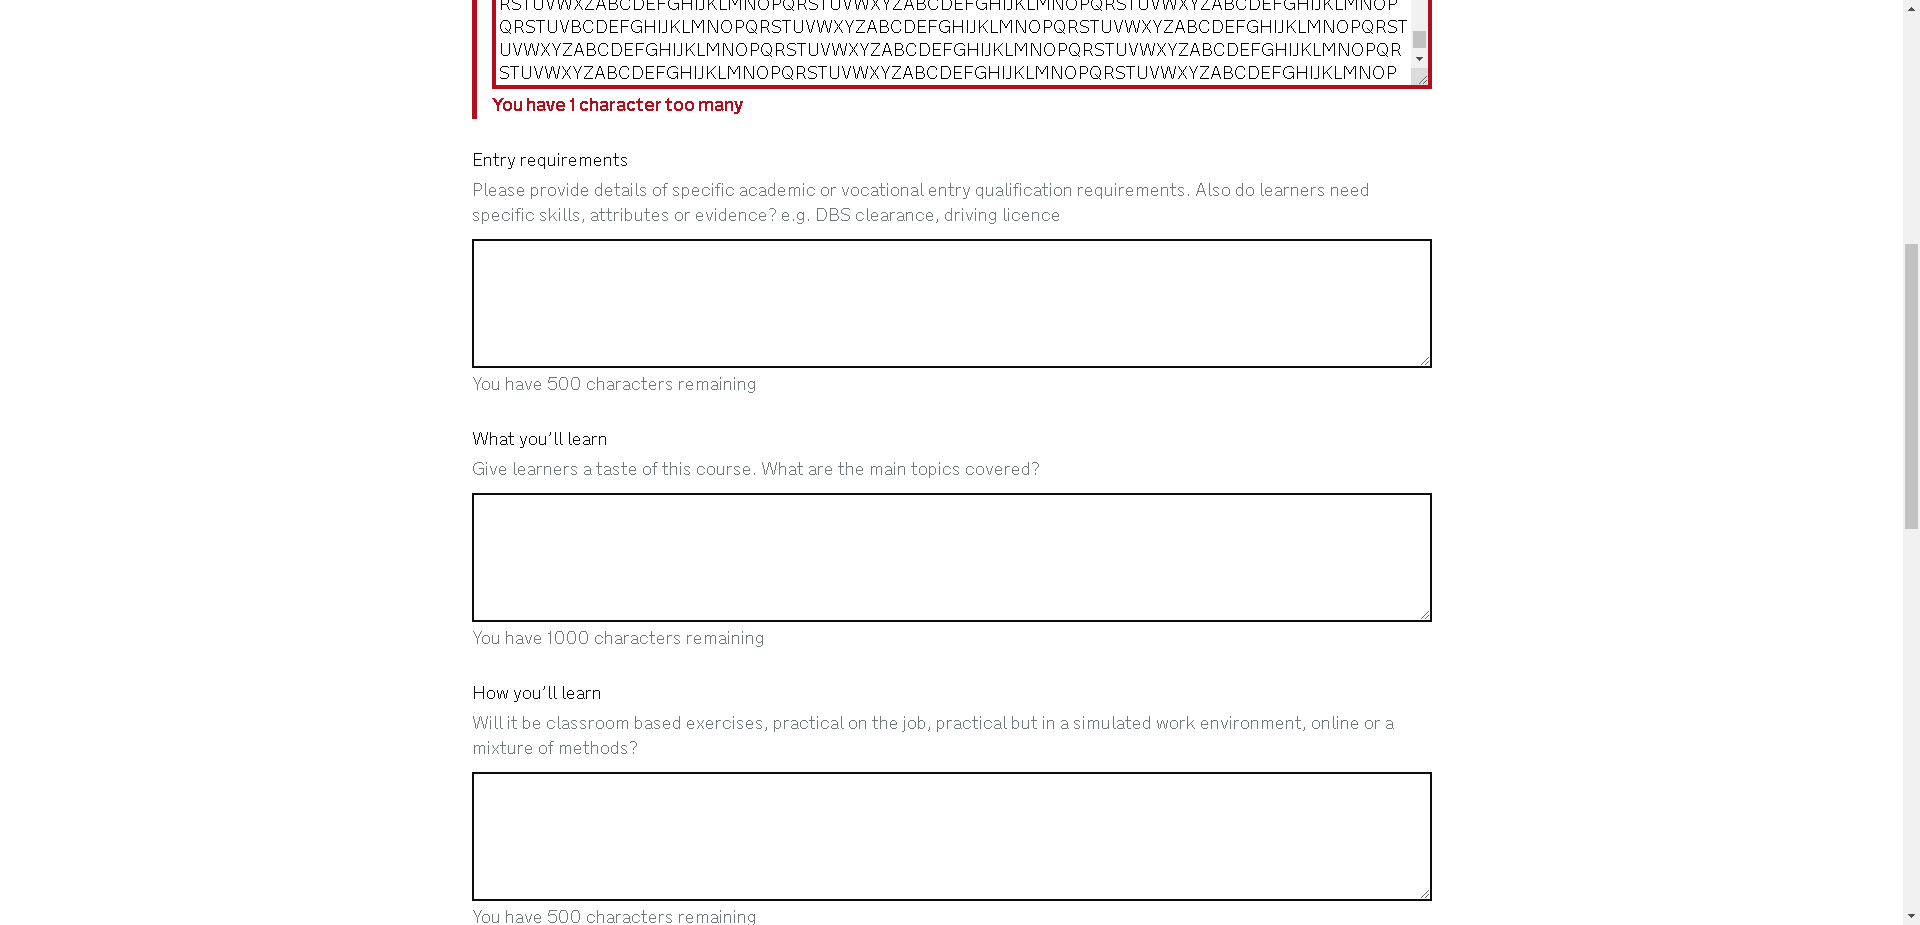 RSTUVWXZABCDEFGHIJKLMNOPQRSTUVWXYZABCDEFGHIJKLMNOPQRSTUVWXYZABCDEFGHIJKLMNOP
QRSTUVBCDEFGHIJKLMNOPQRSTUVWXYZABCDEFGHIJKLMNOPQRSTUVWXYZABCDEFGHIJKLMNOPQRST
UVWXYZABCDEFGHIJKLMNOPQRSTUVWXYZABCDEFGHIJKLMNOPQRSTUVWXYZABCDEFGHIJKLMNOPQR
STUVWXYZABCDEFGHIJKLMNOPQRSTUVWXYZABCDEFGHIJKLMNOPQRSTUVWXYZABCDEFGHIJKLMNOP
You have 1 character too many
Entry requirements
Please provide details of specific academic or vocational entry qualification requirements. Also do learners need
specific skills, attributes or evidence? e.g. DBS clearance, driving licence
You have 500 characters remaining
What you’ll learn
Give learners a taste of this course. What are the main topics covered?
You have 1000 characters remaining
How you’ll learn
Will it be classroom based exercises, practical on the job, practical but in a simulated work environment, online or a
mixture of methods?
You have 500 characters remaining